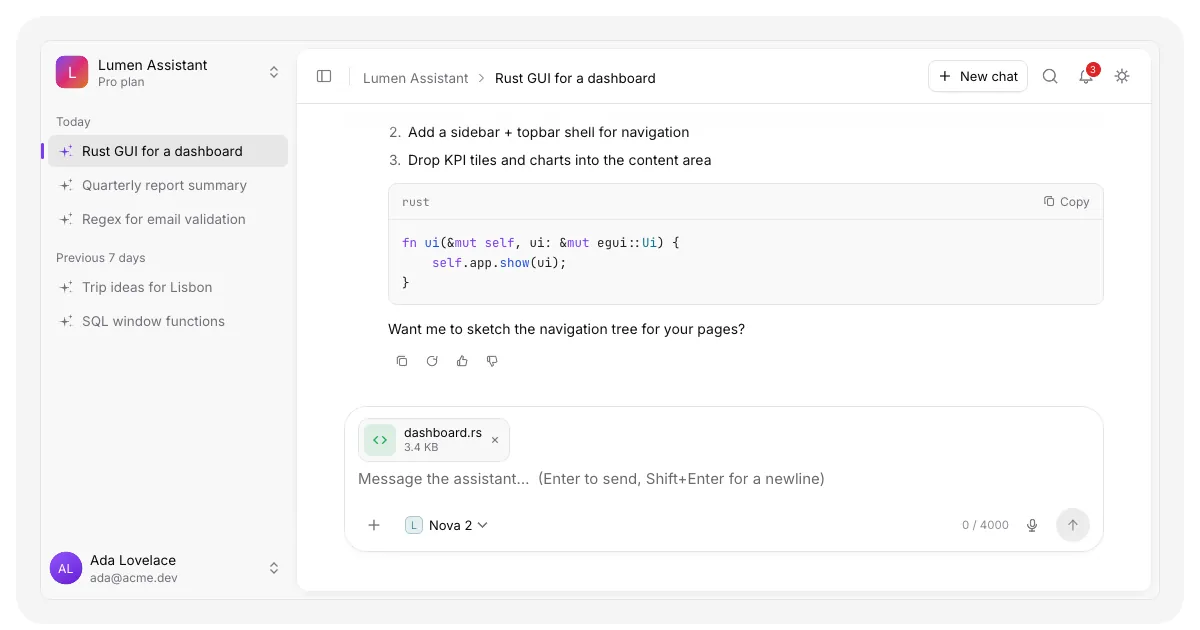 L
Lumen Assistant
Pro plan
Today
Rust GUI for a dashboard
Quarterly report summary
Regex for email validation
Previous 7 days
Trip ideas for Lisbon
SQL window functions
AL
Ada Lovelace
ada@acme.dev
Lumen Assistant > Rust GUI for a dashboard
+ New chat
3
2. Add a sidebar + topbar shell for navigation
3. Drop KPI tiles and charts into the content area
rust
Copy
fn ui(&mut self, ui: &mut egui::Ui) {
    self.app.show(ui);
}
Want me to sketch the navigation tree for your pages?
dashboard.rs
3.4 KB
Message the assistant... (Enter to send, Shift+Enter for a newline)
L
Nova 2
0 / 4000